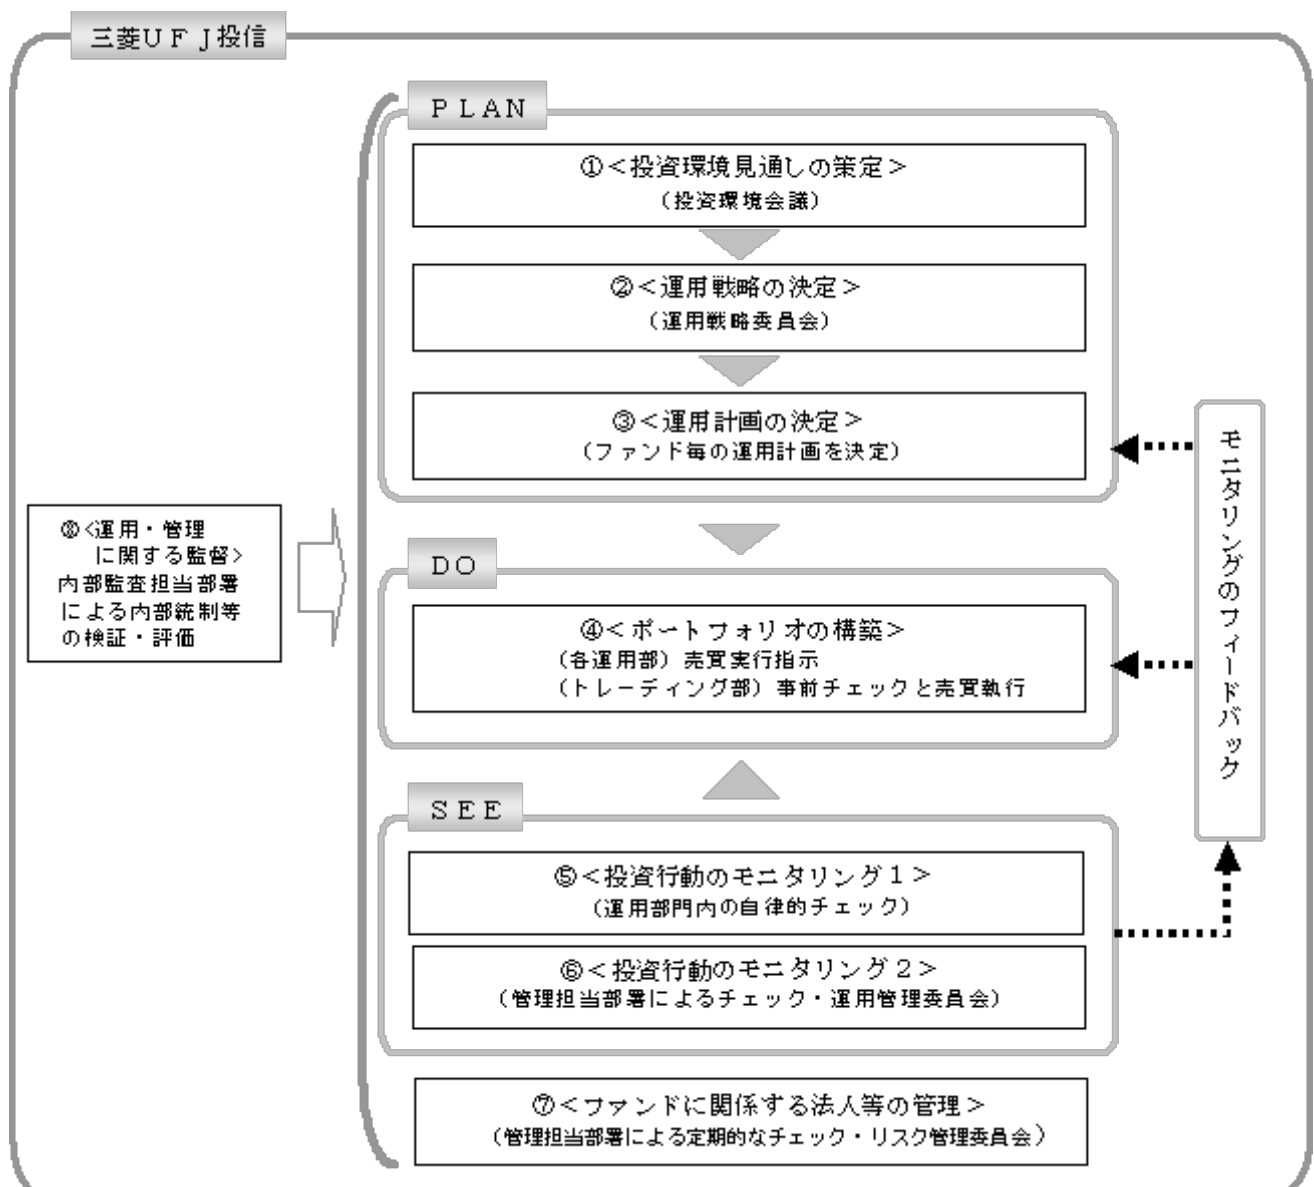 三菱ＵＦＪ投信
ＰＬＡＮ
①＜投資環境見通しの策定＞
（投資環境会議）
②＜運用戦略の決定＞
（運用戦略委員会）
③＜運用計画の決定＞
（ファンド毎の運用計画を決定）
⑧＜運用・管理
に関する監督＞
内部監査担当部署
による内部統制等
の検証・評価
ＤＯ
④＜ポートフォリオの構築＞
（各運用部）売買実行指示
（トレーディング部）事前チェックと売買執行
モニタリングのフィードバック
ＳＥＥ
⑤＜投資行動のモニタリング１＞
（運用部門内の自律的チェック）
⑥＜投資行動のモニタリング２＞
（管理担当部署によるチェック・運用管理委員会）
⑦＜ファンドに関係する法人等の管理＞
（管理担当部署による定期的なチェック・リスク管理委員会）